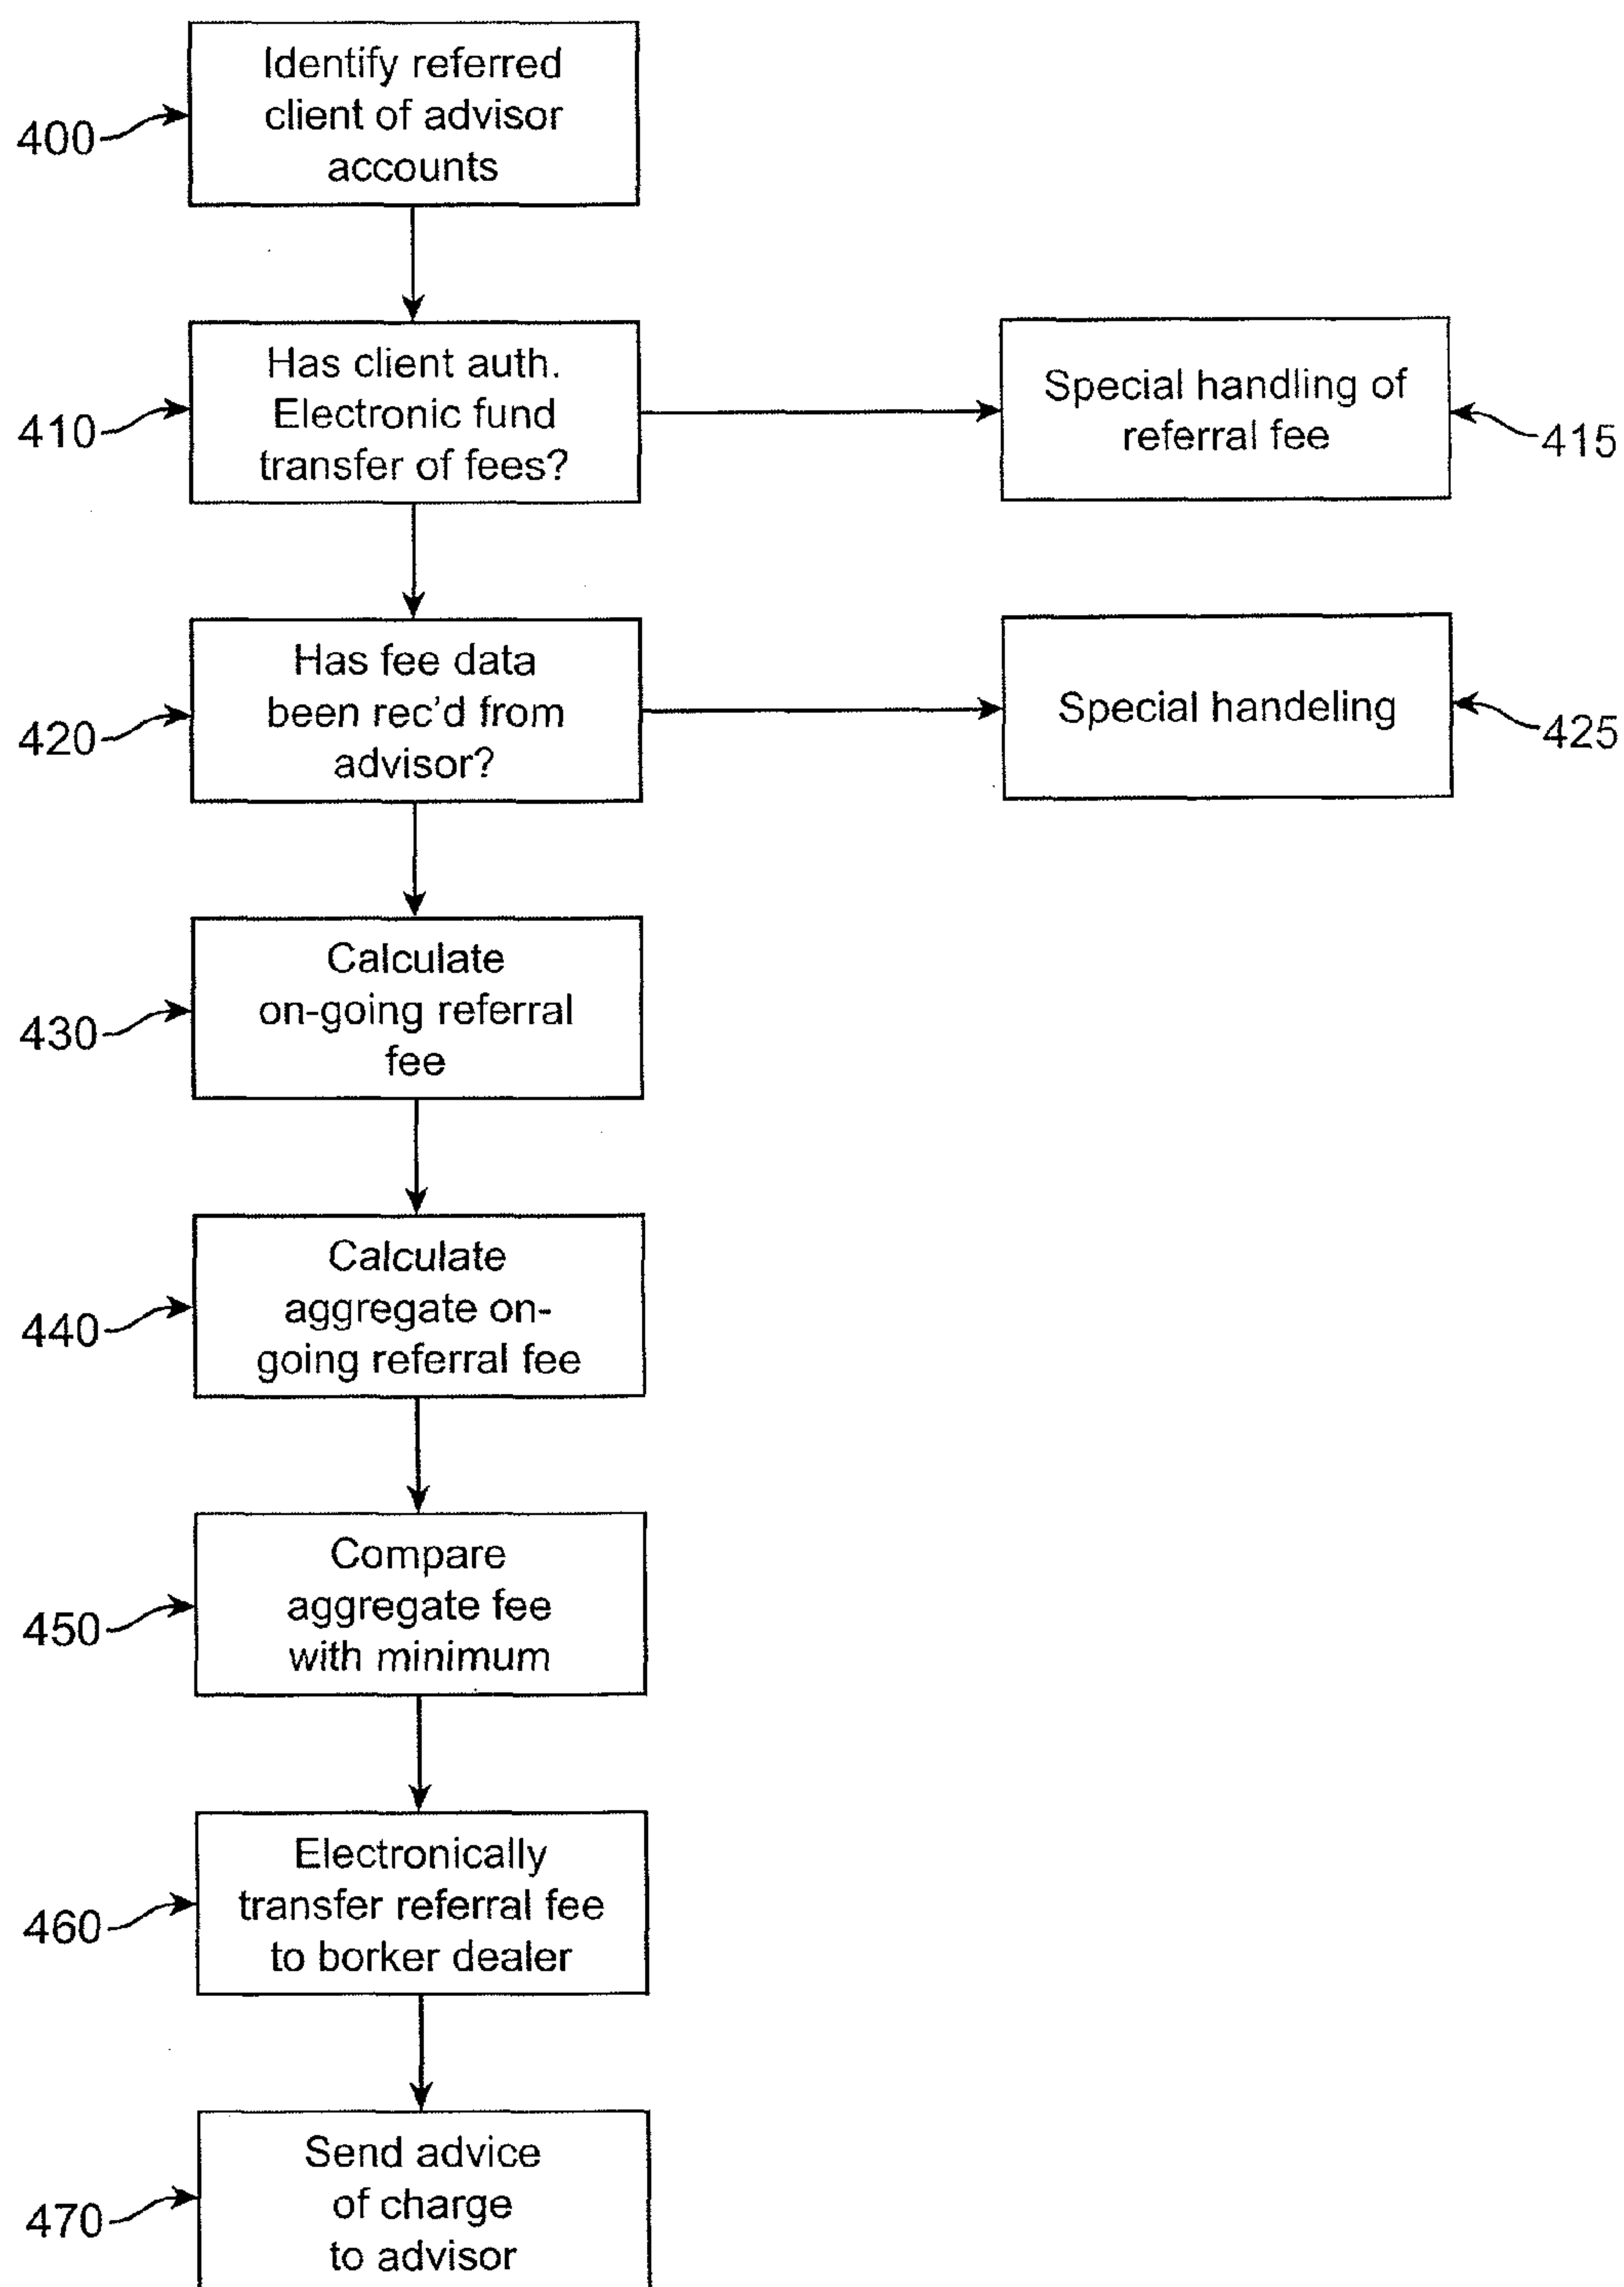 Identify referred
client of advisor
accounts
400
Has client auth.
Electronic fund
transfer of fees?
410
Special handling of
referral fee
415
Has fee data
been rec'd from
advisor?
420
Special handeling
425
Calculate
on-going referral
fee
430
Calculate
aggregate on-
going referral fee
440
Compare
aggregate fee
with minimum
450
Electronically
transfer referral fee
to borker dealer
460
Send advice
of charge
to advisor
470